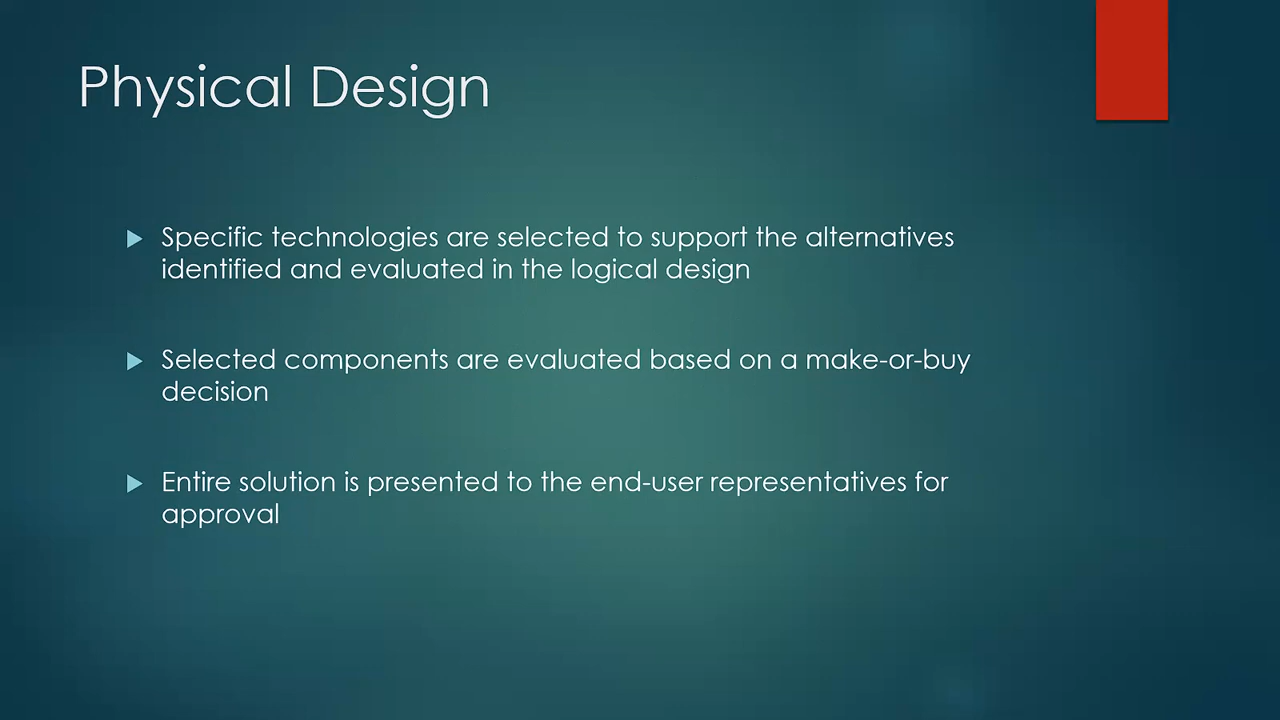 Physical Design
Specific technologies are selected to support the alternatives
identified and evaluated in the logical design
Selected components are evaluated based on a make-or-buy
decision
Entire solution is presented to the end-user representatives for
approval